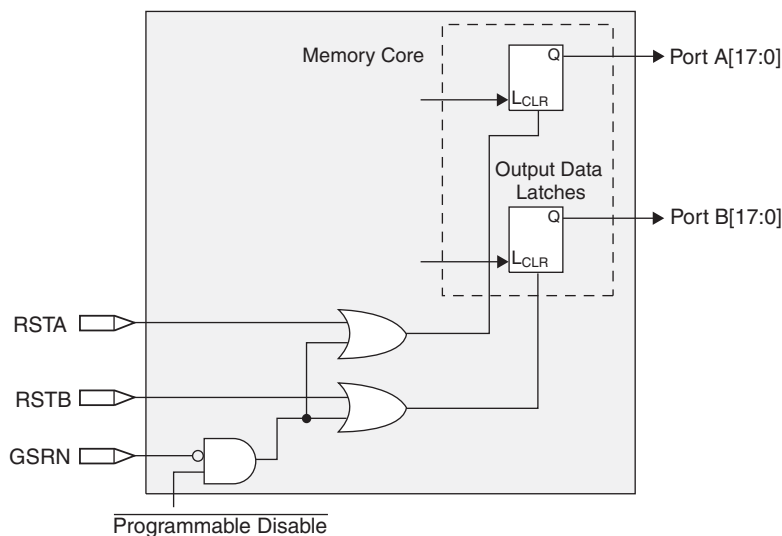 Memory Core
Q
Port A[17:0]
LCLR
Output Data
Latches
Q
Port B[17:0]
LCLR
RSTA
RSTB
GSRN
Programmable Disable